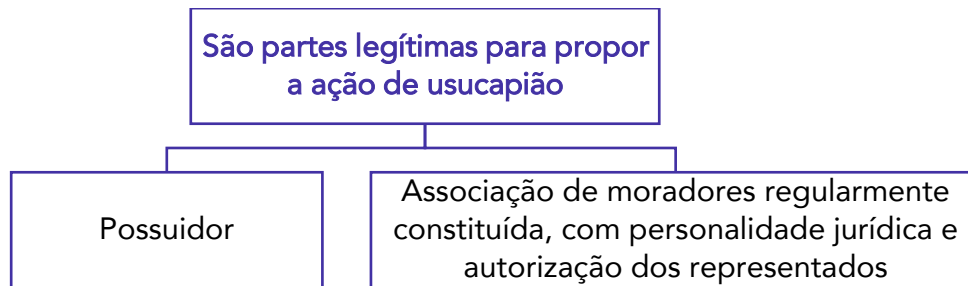 São partes legítimas para propor
a ação de usucapião
Possuidor
Associação de moradores regularmente
constituída, com personalidade jurídica e
autorização dos representados